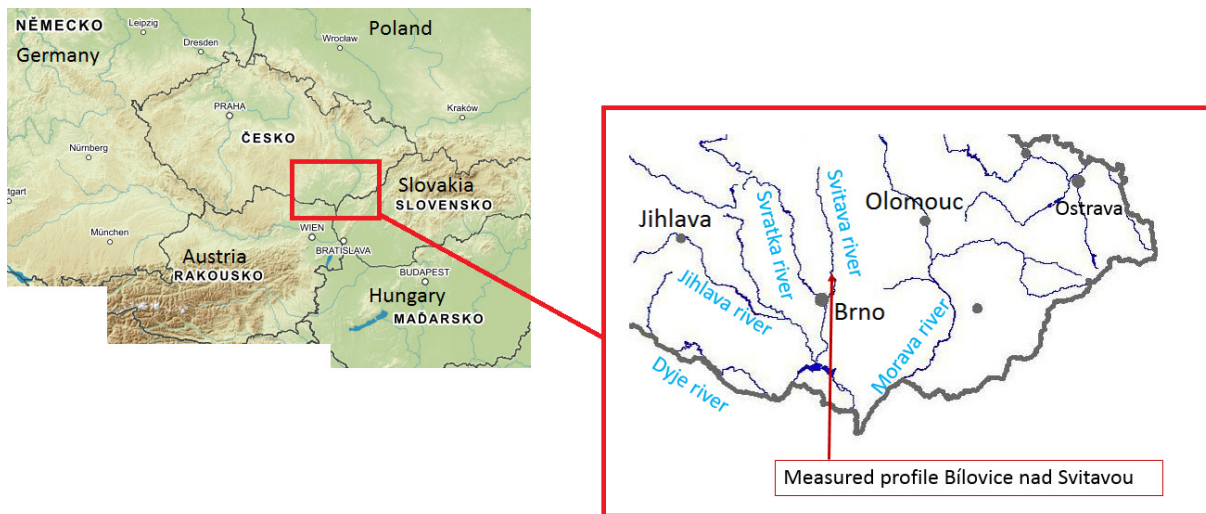 NĚMECKO
Germany
Leipzig
Dresden
Poland
Wrocław
PRAHA
Kraków
ČESKO
Nürnberg
Slovakia
SLOVENSKO
München
WIEN
BRATISLAVA
Austria
RAKOUSKO
BUDAPEST
Hungary
MAĎARSKO
Jihlava
Svratka river
Svitava river
Olomouc
Ostrava
Jihlava river
Brno
Morava river
Dyje river
Measured profile Bílovice nad Svitavou